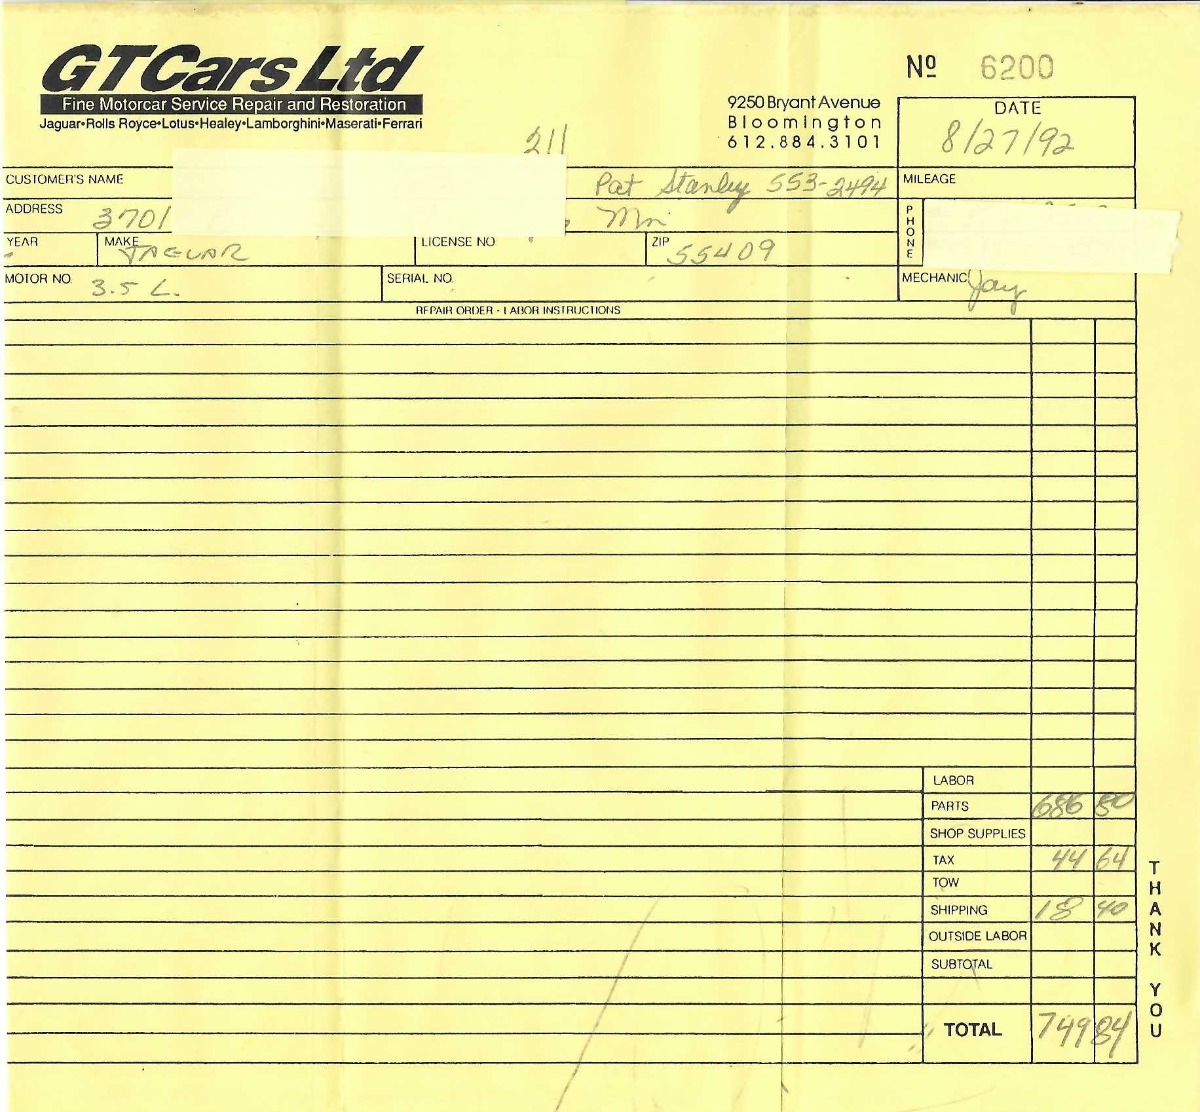 GTCars Ltd
Fine Motorcar Service Repair and Restoration
Jaguar•Rolls Royce•Lotus•Healey•Lamborghini•Maserati•Ferrari
9250 Bryant Avenue
Bloomington
612.884.3101
Nº 6200
DATE
8/27/92
211
CUSTOMER'S NAME Pat Stanley 553-2494
MILEAGE
ADDRESS 3701 Mn
PHONE
YEAR MAKE JAGUAR LICENSE NO ZIP 55409
MOTOR NO. 3.5 L. SERIAL NO. MECHANIC Jay
REPAIR ORDER - LABOR INSTRUCTIONS
LABOR
PARTS 686 80
SHOP SUPPLIES
TAX 44 64
TOW
SHIPPING 18 40
OUTSIDE LABOR
SUBTOTAL
TOTAL 749 84
THANK YOU